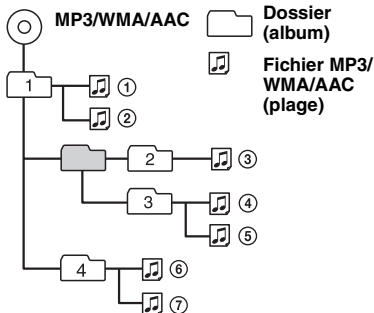 MP3/WMA/AAC
Dossier
(album)
Fichier MP3/
WMA/AAC
(plage)
1
①
②
2
③
3
④
⑤
4
⑥
⑦